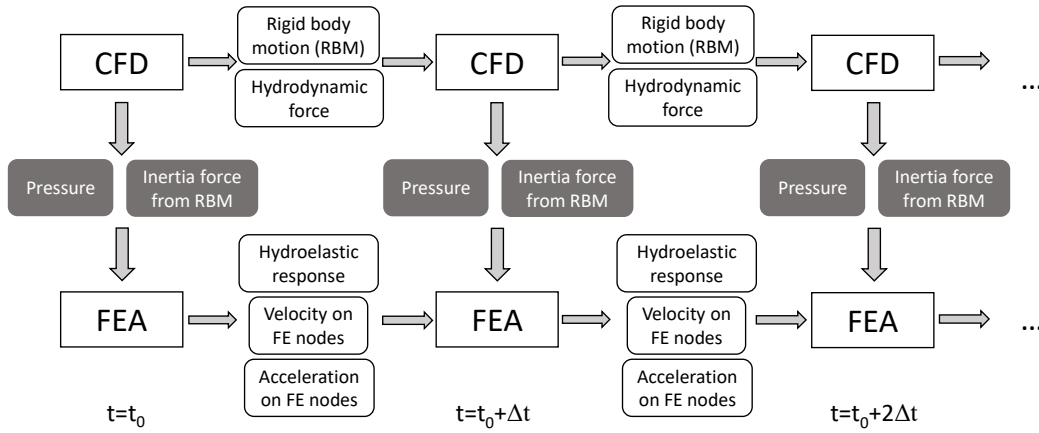 CFD
Rigid body
motion (RBM)
Hydrodynamic
force
CFD
Rigid body
motion (RBM)
Hydrodynamic
force
CFD
...
Pressure
Inertia force
from RBM
Pressure
Inertia force
from RBM
Pressure
Inertia force
from RBM
FEA
Hydroelastic
response
Velocity on
FE nodes
Acceleration
on FE nodes
FEA
Hydroelastic
response
Velocity on
FE nodes
Acceleration
on FE nodes
FEA
...
t=t₀
t=t₀+Δt
t=t₀+2Δt